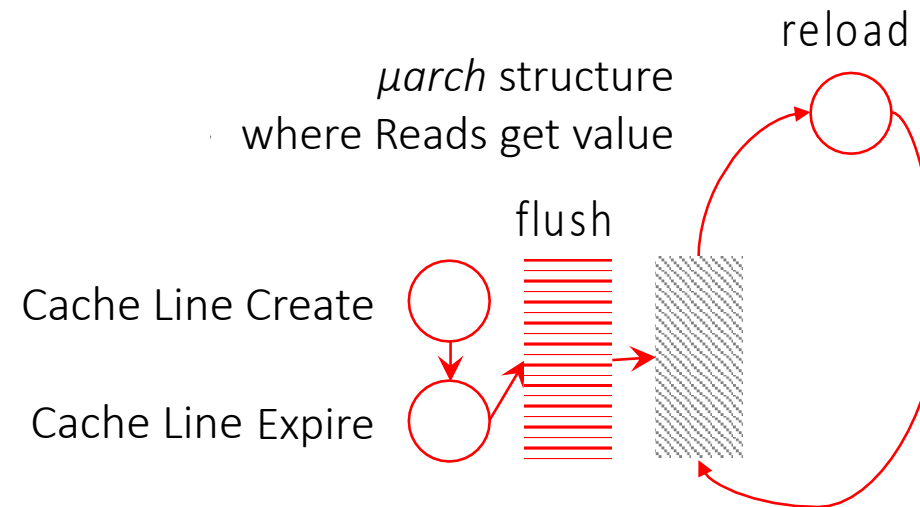 reload
µarch structure
where Reads get value
flush
Cache Line Create
Cache Line Expire